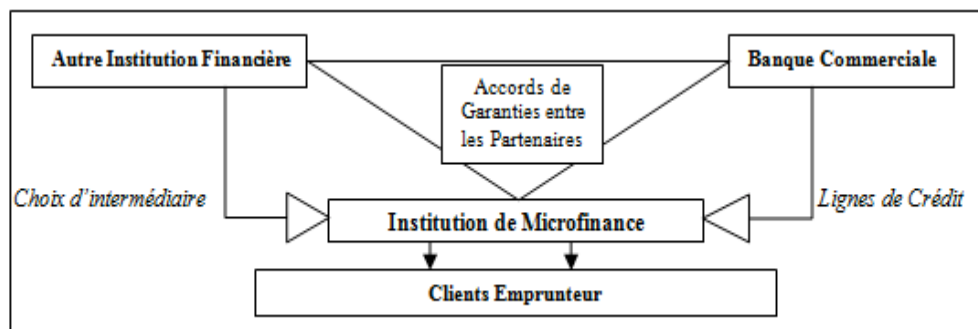 Autre Institution Financière
Banque Commerciale
Accords de
Garanties entre
les Partenaires
Choix d'intermédiaire
Lignes de Crédit
Institution de Microfinance
Clients Emprunteur